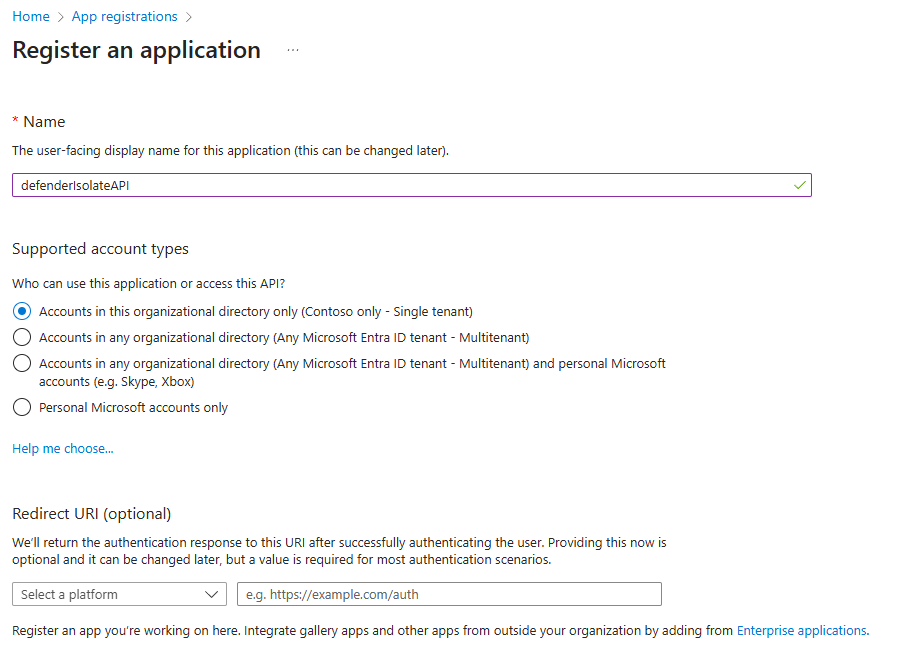 Home > App registrations >
Register an application ...
* Name
The user-facing display name for this application (this can be changed later).
defenderIsolateAPI
Supported account types
Who can use this application or access this API?
Accounts in this organizational directory only (Contoso only - Single tenant)
Accounts in any organizational directory (Any Microsoft Entra ID tenant - Multitenant)
Accounts in any organizational directory (Any Microsoft Entra ID tenant - Multitenant) and personal Microsoft
accounts (e.g. Skype, Xbox)
Personal Microsoft accounts only
Help me choose...
Redirect URI (optional)
We'll return the authentication response to this URI after successfully authenticating the user. Providing this now is
optional and it can be changed later, but a value is required for most authentication scenarios.
Select a platform
e.g. https://example.com/auth
Register an app you're working on here. Integrate gallery apps and other apps from outside your organization by adding from Enterprise applications.